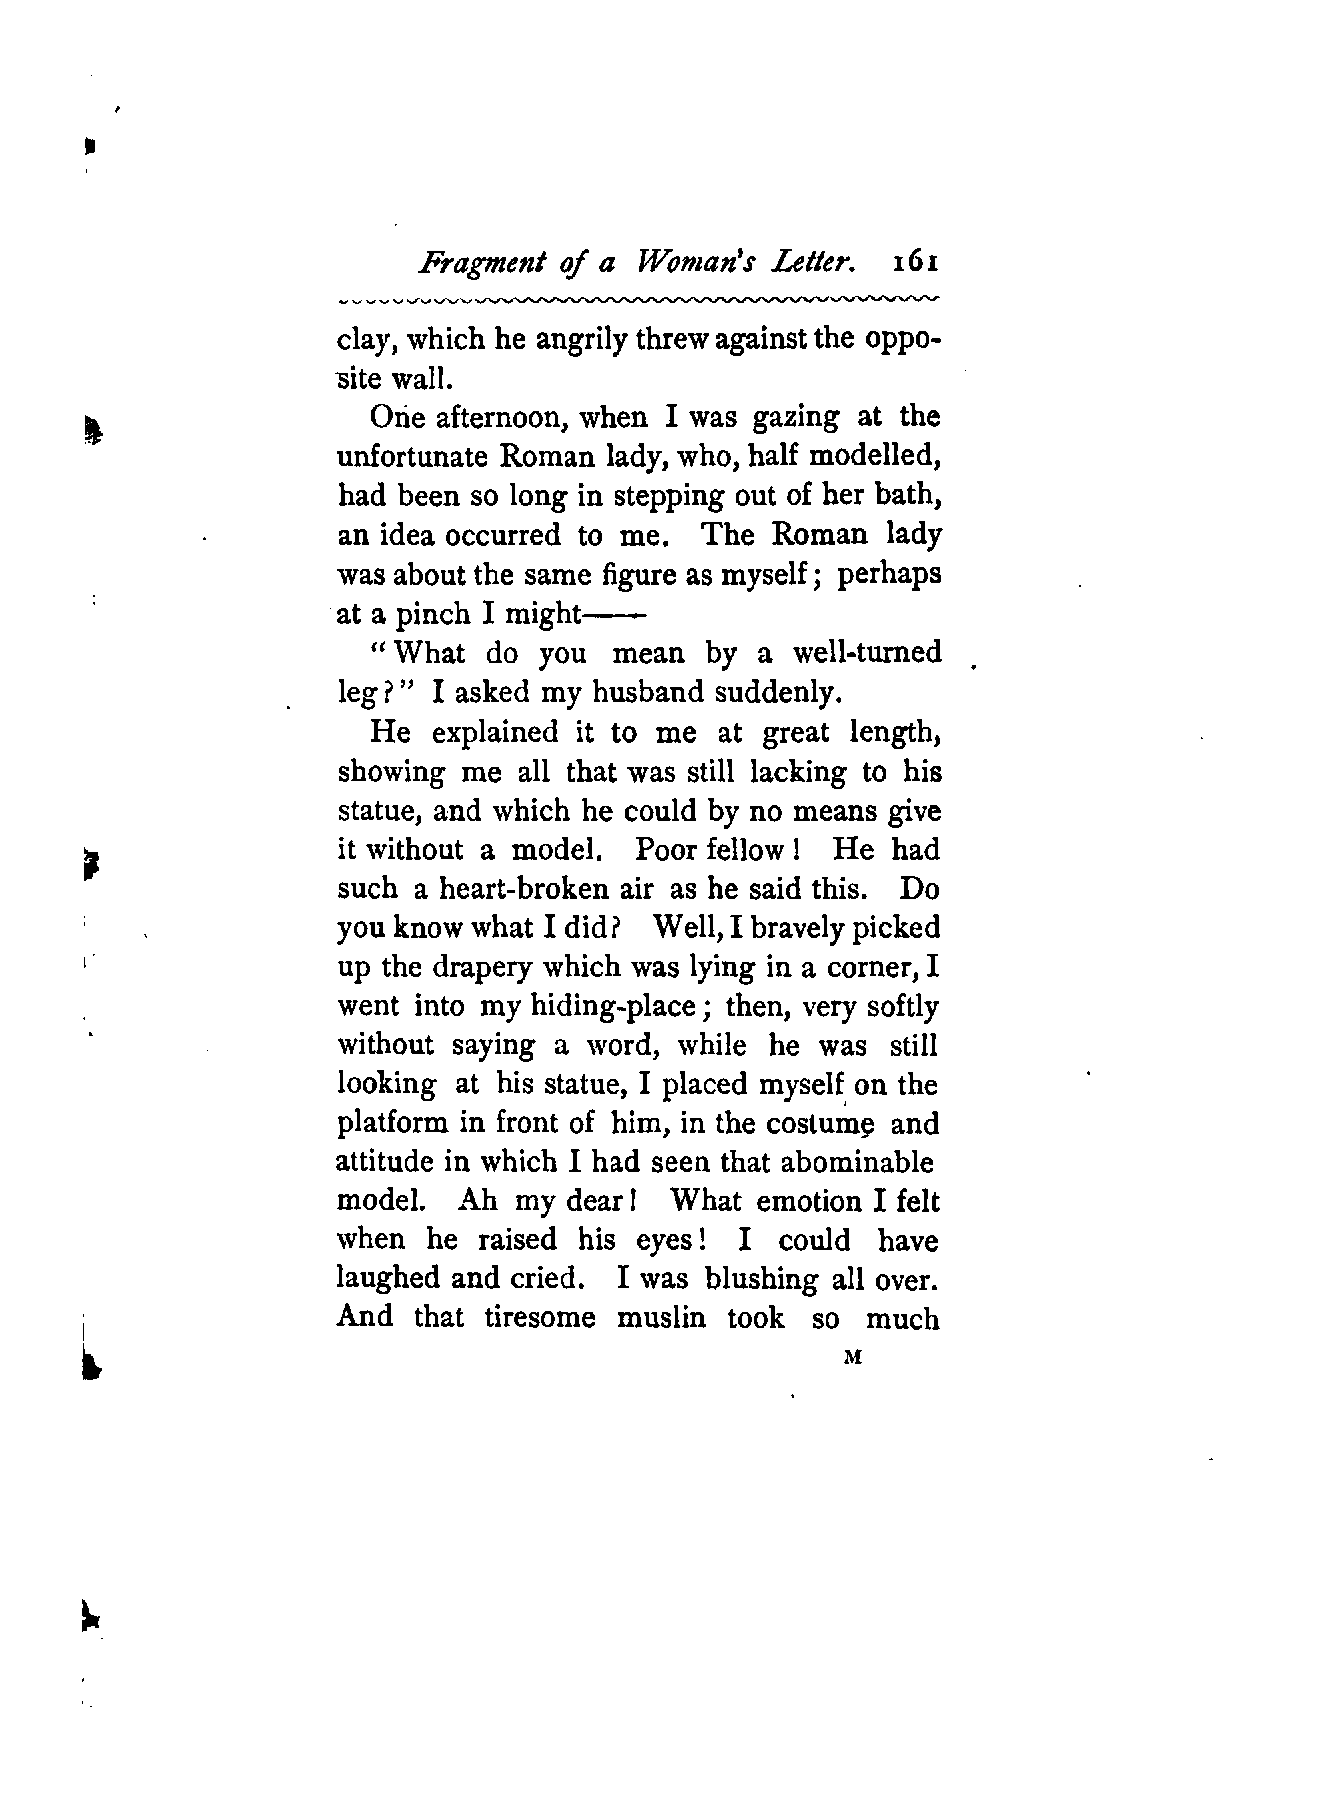 Fragment of a Woman's Letter. 161
clay, which he angrily threw against the oppo-
site wall.
One afternoon, when I was gazing at the
unfortunate Roman lady, who, half modelled,
had been so long in stepping out of her bath,
an idea occurred to me. The Roman lady
was about the same figure as myself; perhaps
at a pinch I might——
"What do you mean by a well-turned
leg?" I asked my husband suddenly.
He explained it to me at great length,
showing me all that was still lacking to his
statue, and which he could by no means give
it without a model. Poor fellow! He had
such a heart-broken air as he said this. Do
you know what I did? Well, I bravely picked
up the drapery which was lying in a corner, I
went into my hiding-place; then, very softly
without saying a word, while he was still
looking at his statue, I placed myself on the
platform in front of him, in the costume and
attitude in which I had seen that abominable
model. Ah my dear! What emotion I felt
when he raised his eyes! I could have
laughed and cried. I was blushing all over.
And that tiresome muslin took so much
M